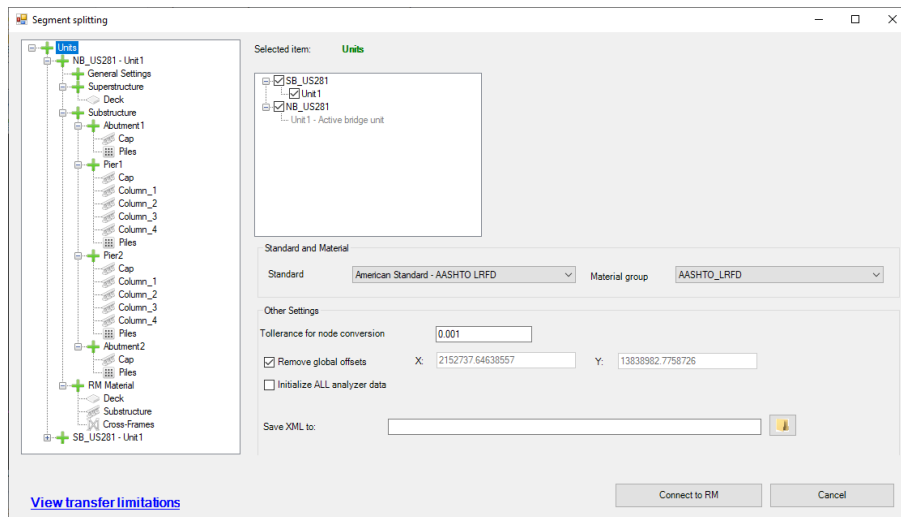 Segment splitting
Units
NB_US281 - Unit1
General Settings
Superstructure
Deck
Substructure
Abutment1
Cap
Piles
Pier1
Cap
Column_1
Column_2
Column_3
Column_4
Piles
Pier2
Cap
Column_1
Column_2
Column_3
Column_4
Piles
Abutment2
Cap
Piles
RM Material
Deck
Substructure
Cross-Frames
SB_US281 - Unit1
View transfer limitations
Selected item: Units
SB_US281
Unit1
NB_US281
Unit1 - Active bridge unit
Standard and Material
Standard American Standard - AASHTO LRFD Material group AASHTO_LRFD
Other Settings
Tollerance for node conversion 0.001
Remove global offsets X: 2152737.64638557 Y: 13838982.7758726
Initialize ALL analyzer data
Save XML to:
Connect to RM Cancel